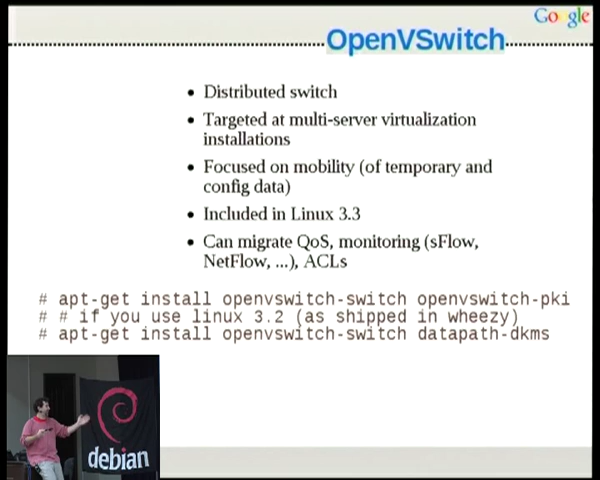 Google
OpenVSwitch
• Distributed switch
• Targeted at multi-server virtualization
installations
• Focused on mobility (of temporary and
config data)
• Included in Linux 3.3
• Can migrate QoS, monitoring (sFlow,
NetFlow, ...), ACLs
# apt-get install openvswitch-switch openvswitch-pki
# # if you use linux 3.2 (as shipped in wheezy)
# apt-get install openvswitch-switch datapath-dkms
debian